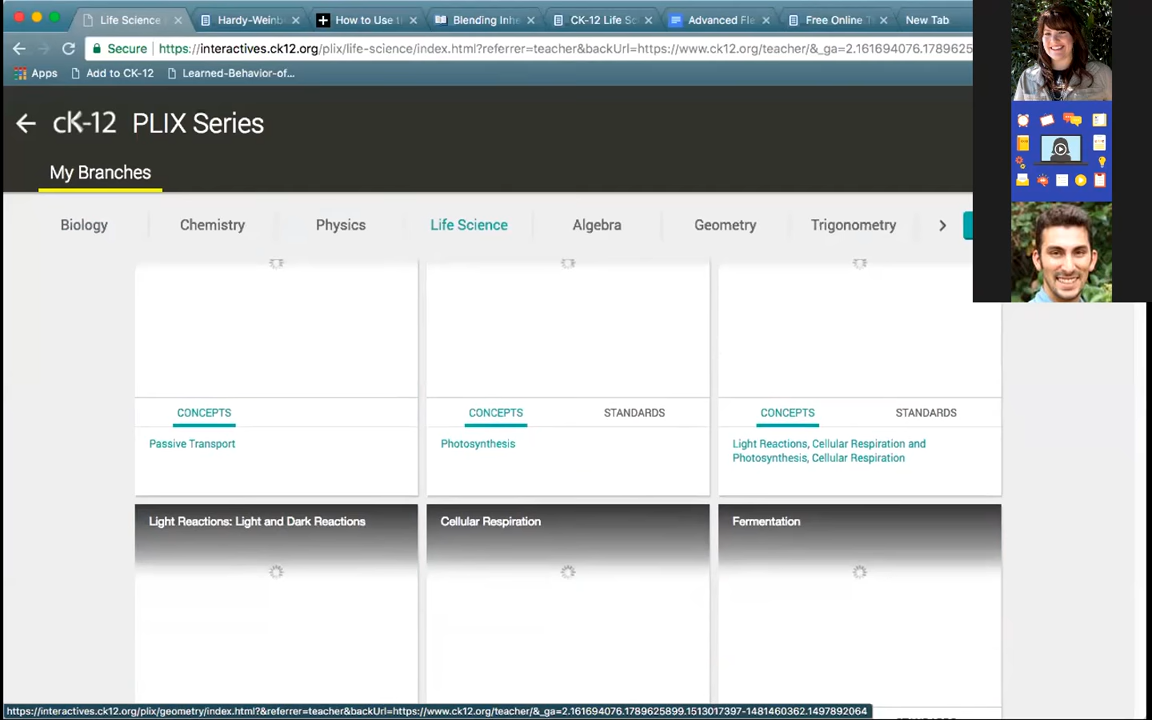 Life Science
Hardy-Weinb
How to Use t
Blending Inhe
CK-12 Life Sc
Advanced Fle
Free Online T
New Tab
Secure https://interactives.ck12.org/plix/life-science/index.html?referrer=teacher&backUrl=https://www.ck12.org/teacher/&_ga=2.161694076.1789625
Apps Add to CK-12 Learned-Behavior-of...
cK-12 PLIX Series
My Branches
Biology Chemistry Physics Life Science Algebra Geometry Trigonometry
CONCEPTS
Passive Transport
CONCEPTS STANDARDS
Photosynthesis
CONCEPTS STANDARDS
Light Reactions, Cellular Respiration and
Photosynthesis, Cellular Respiration
Light Reactions: Light and Dark Reactions
Cellular Respiration
Fermentation
https://interactives.ck12.org/plix/geometry/index.html?&referrer=teacher&backUrl=https://www.ck12.org/teacher/&_ga=2.161694076.1789625899.1513017397-1481460362.1497892064